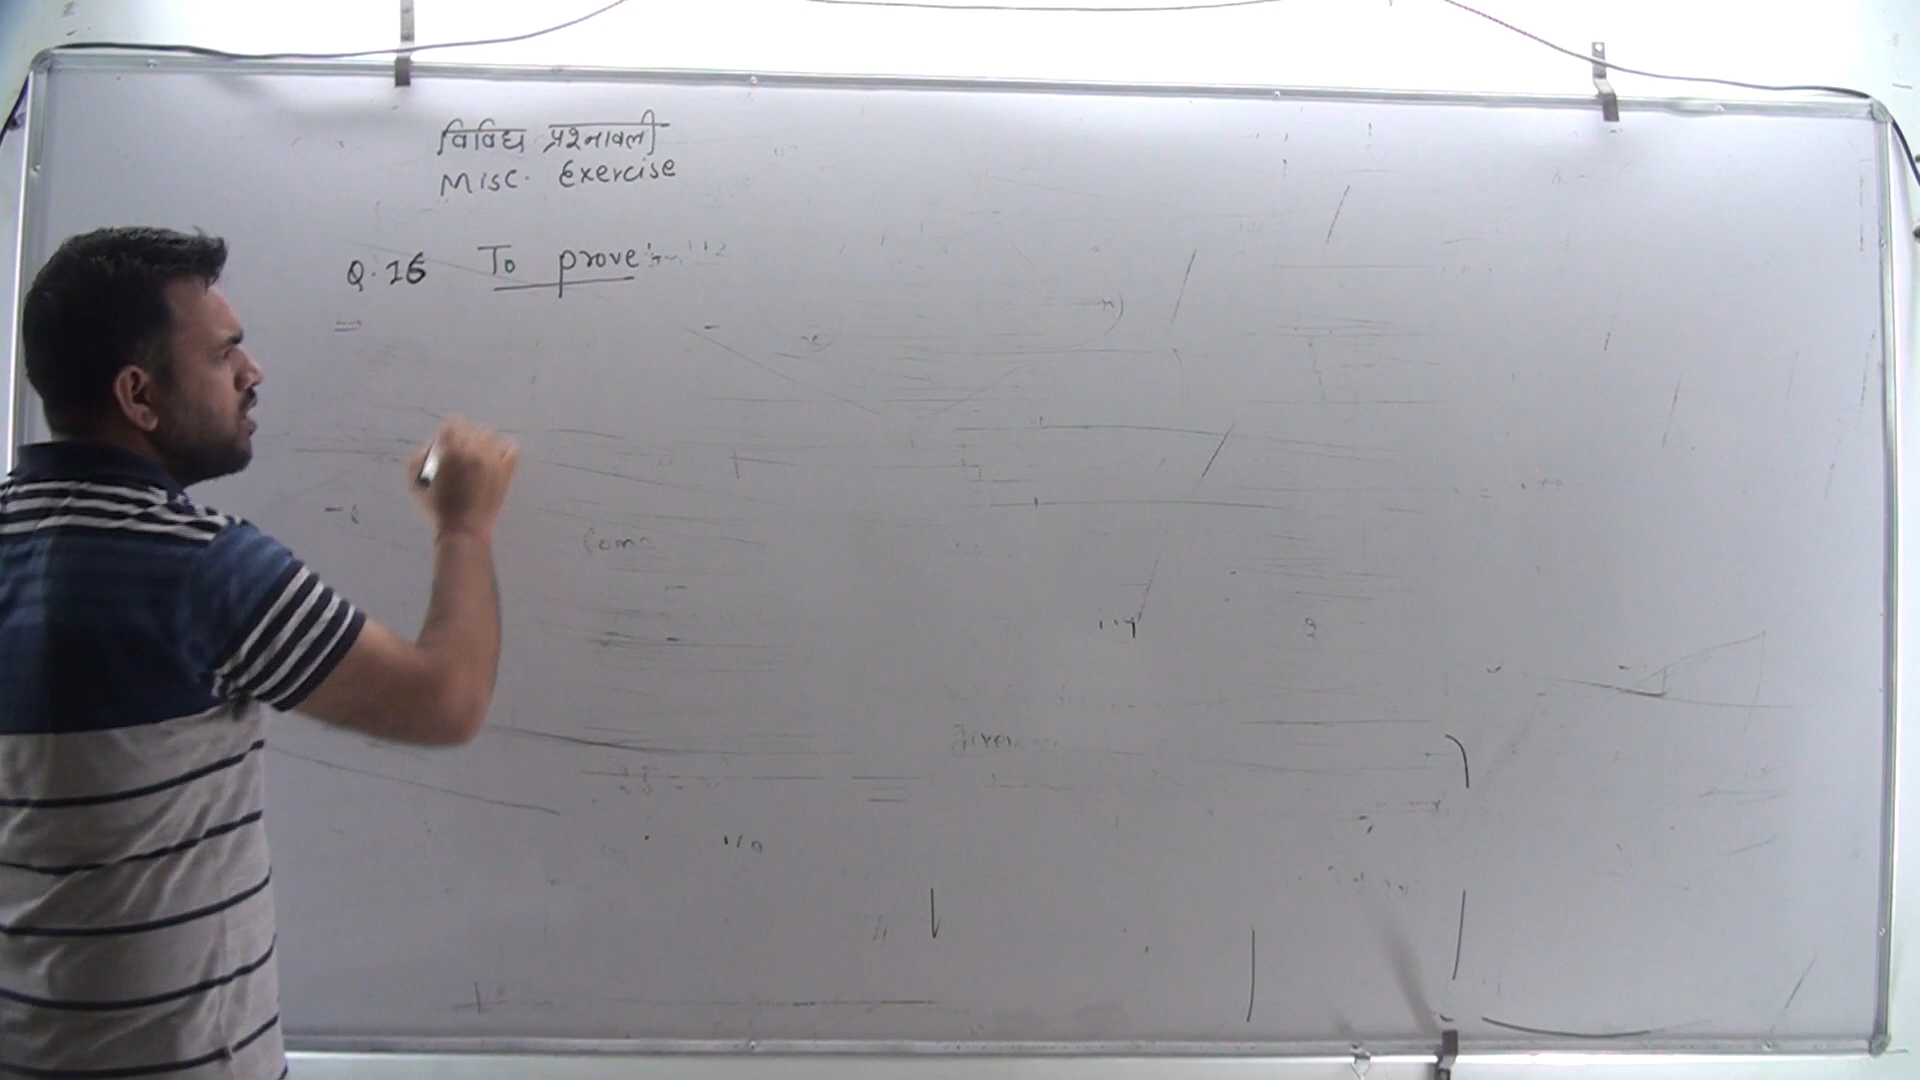 विविध प्रश्नावली
Misc. Exercise
Q.16 To prove: